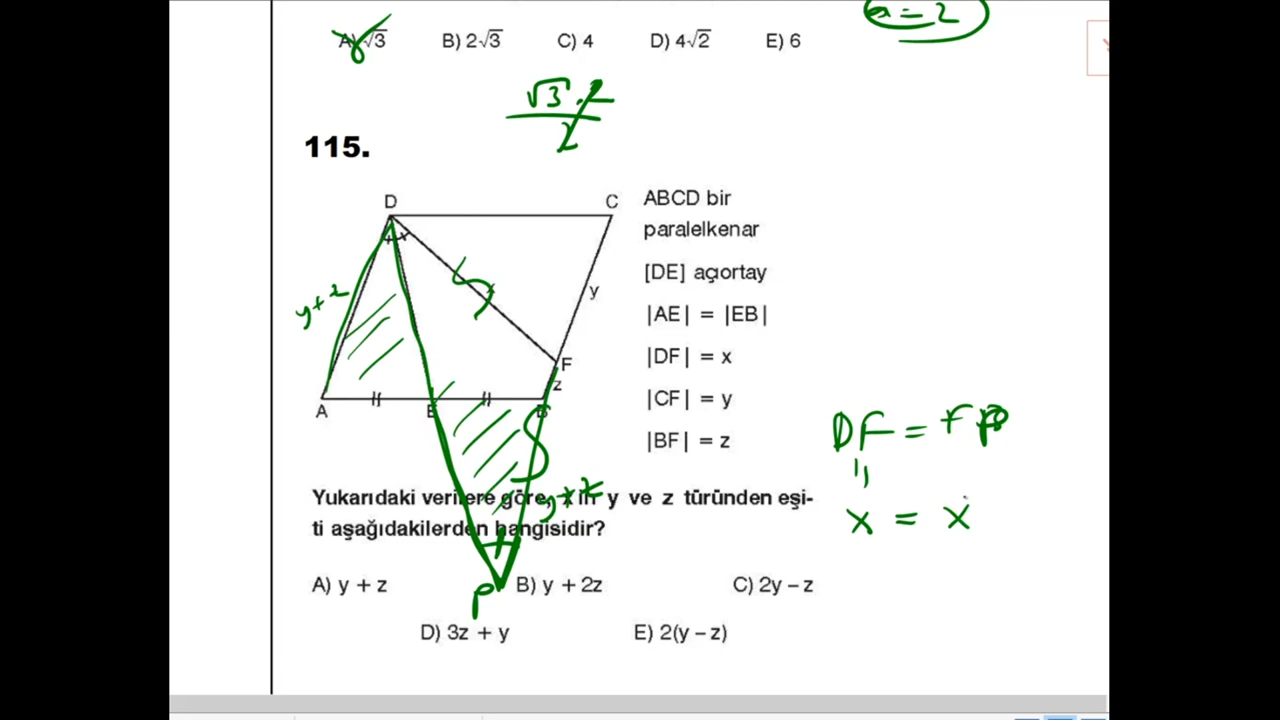 a = 2
A) √3 B) 2√3 C) 4 D) 4√2 E) 6
√3 . 2
2
115.
D C
ABCD bir
paralelkenar
[DE] açıortay
|AE| = |EB|
|DF| = x
|CF| = y
|BF| = z
x
y + z
x
y
F
z
A E B
DF = FP
x = x
y + z
Yukarıdaki verilere göre, x in y ve z türünden eşi-
ti aşağıdakilerden hangisidir?
P
A) y + z B) y + 2z C) 2y – z
D) 3z + y E) 2(y – z)